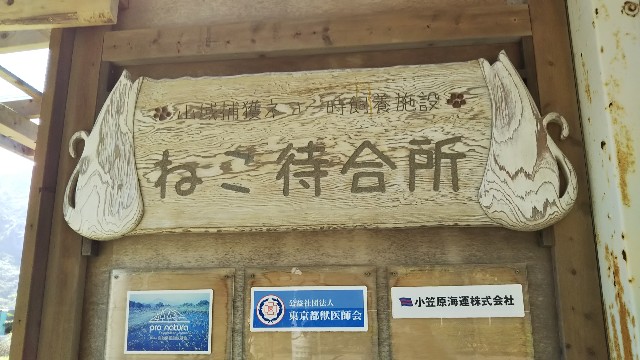 山域捕獲ネコ一時飼養施設
ねこ待合所
pro natura
公益社団法人
東京都獣医師会
小笠原海運株式会社